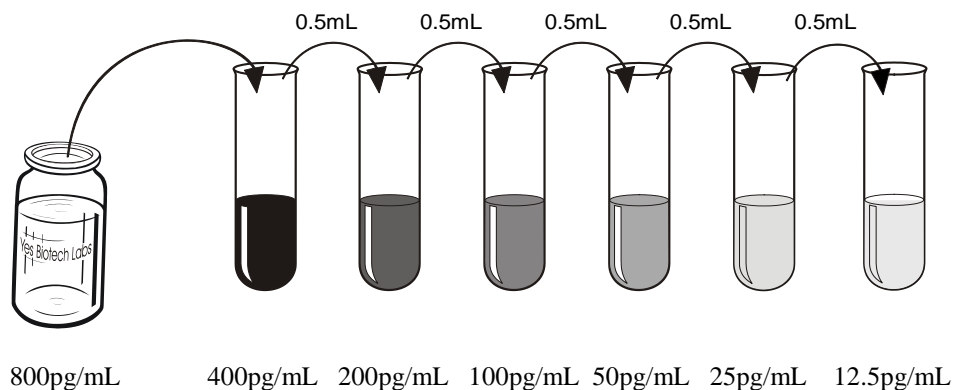 0.5mL 0.5mL 0.5mL 0.5mL 0.5mL
Yes Biotech Labs
800pg/mL 400pg/mL 200pg/mL 100pg/mL 50pg/mL 25pg/mL 12.5pg/mL